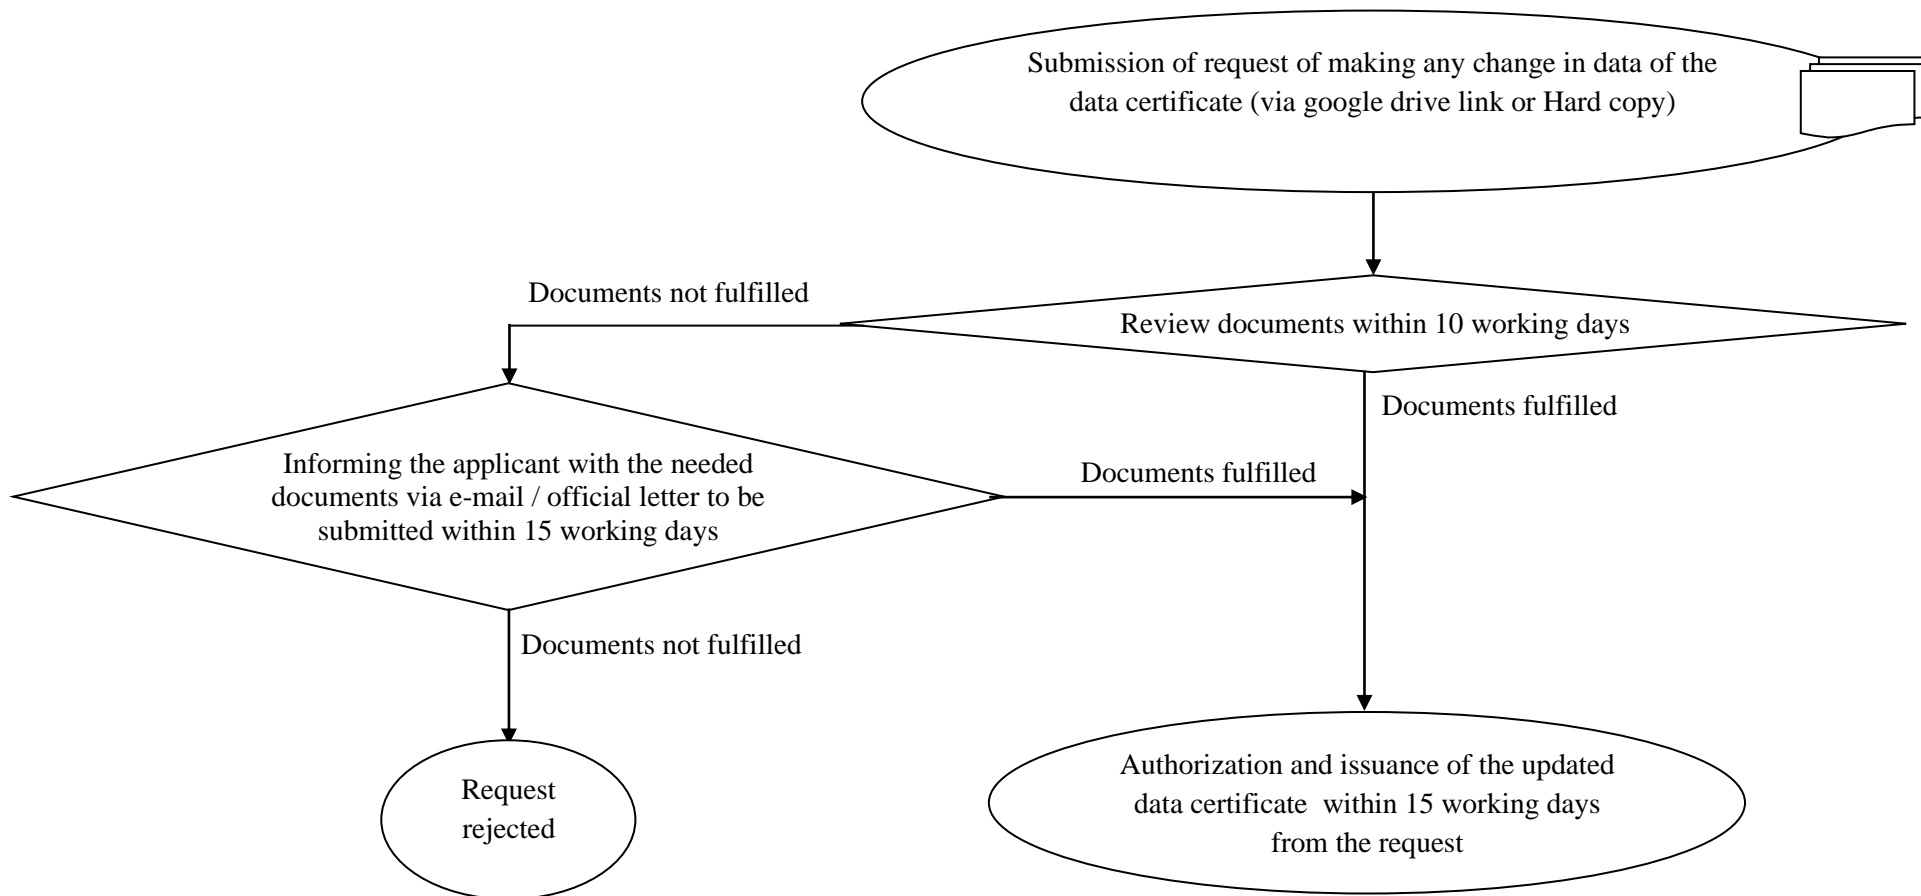 Submission of request of making any change in data of the
data certificate (via google drive link or Hard copy)
Documents not fulfilled
Review documents within 10 working days
Documents fulfilled
Informing the applicant with the needed
documents via e-mail / official letter to be
submitted within 15 working days
Documents fulfilled
Documents not fulfilled
Request
rejected
Authorization and issuance of the updated
data certificate within 15 working days
from the request